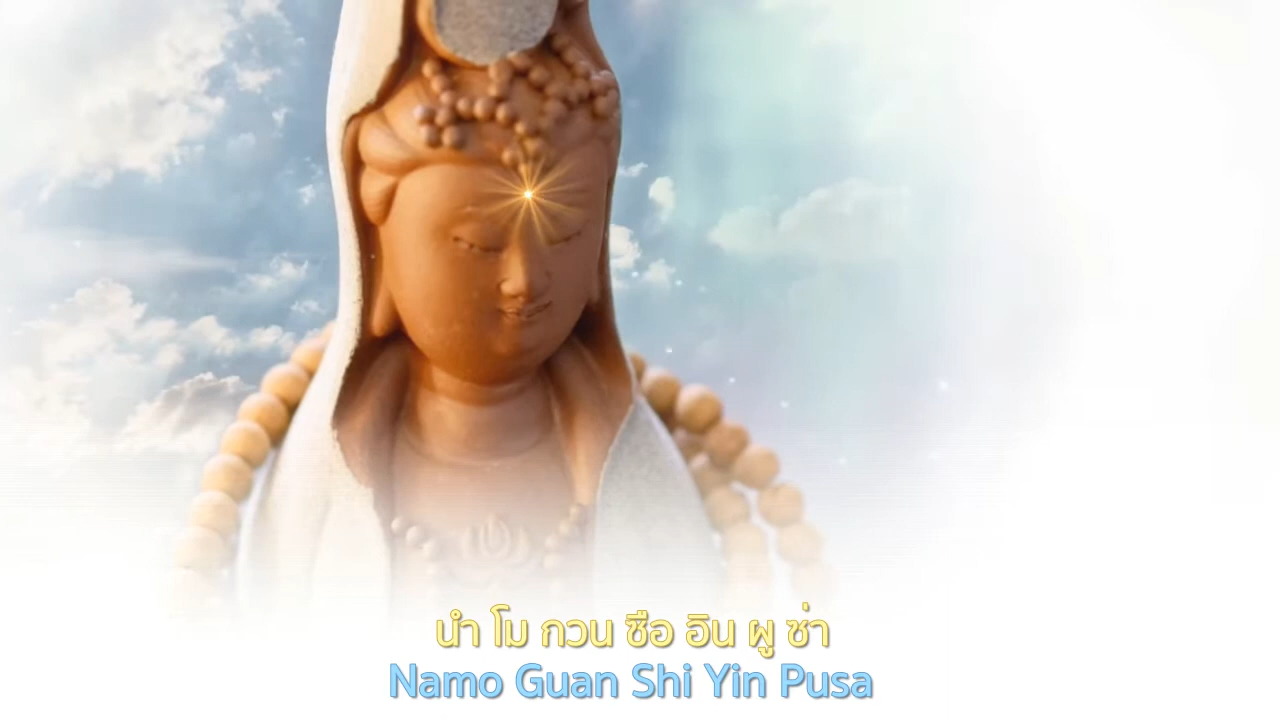 นำ โม กวน ซือ อิน ผู ซ่า
Namo Guan Shi Yin Pusa